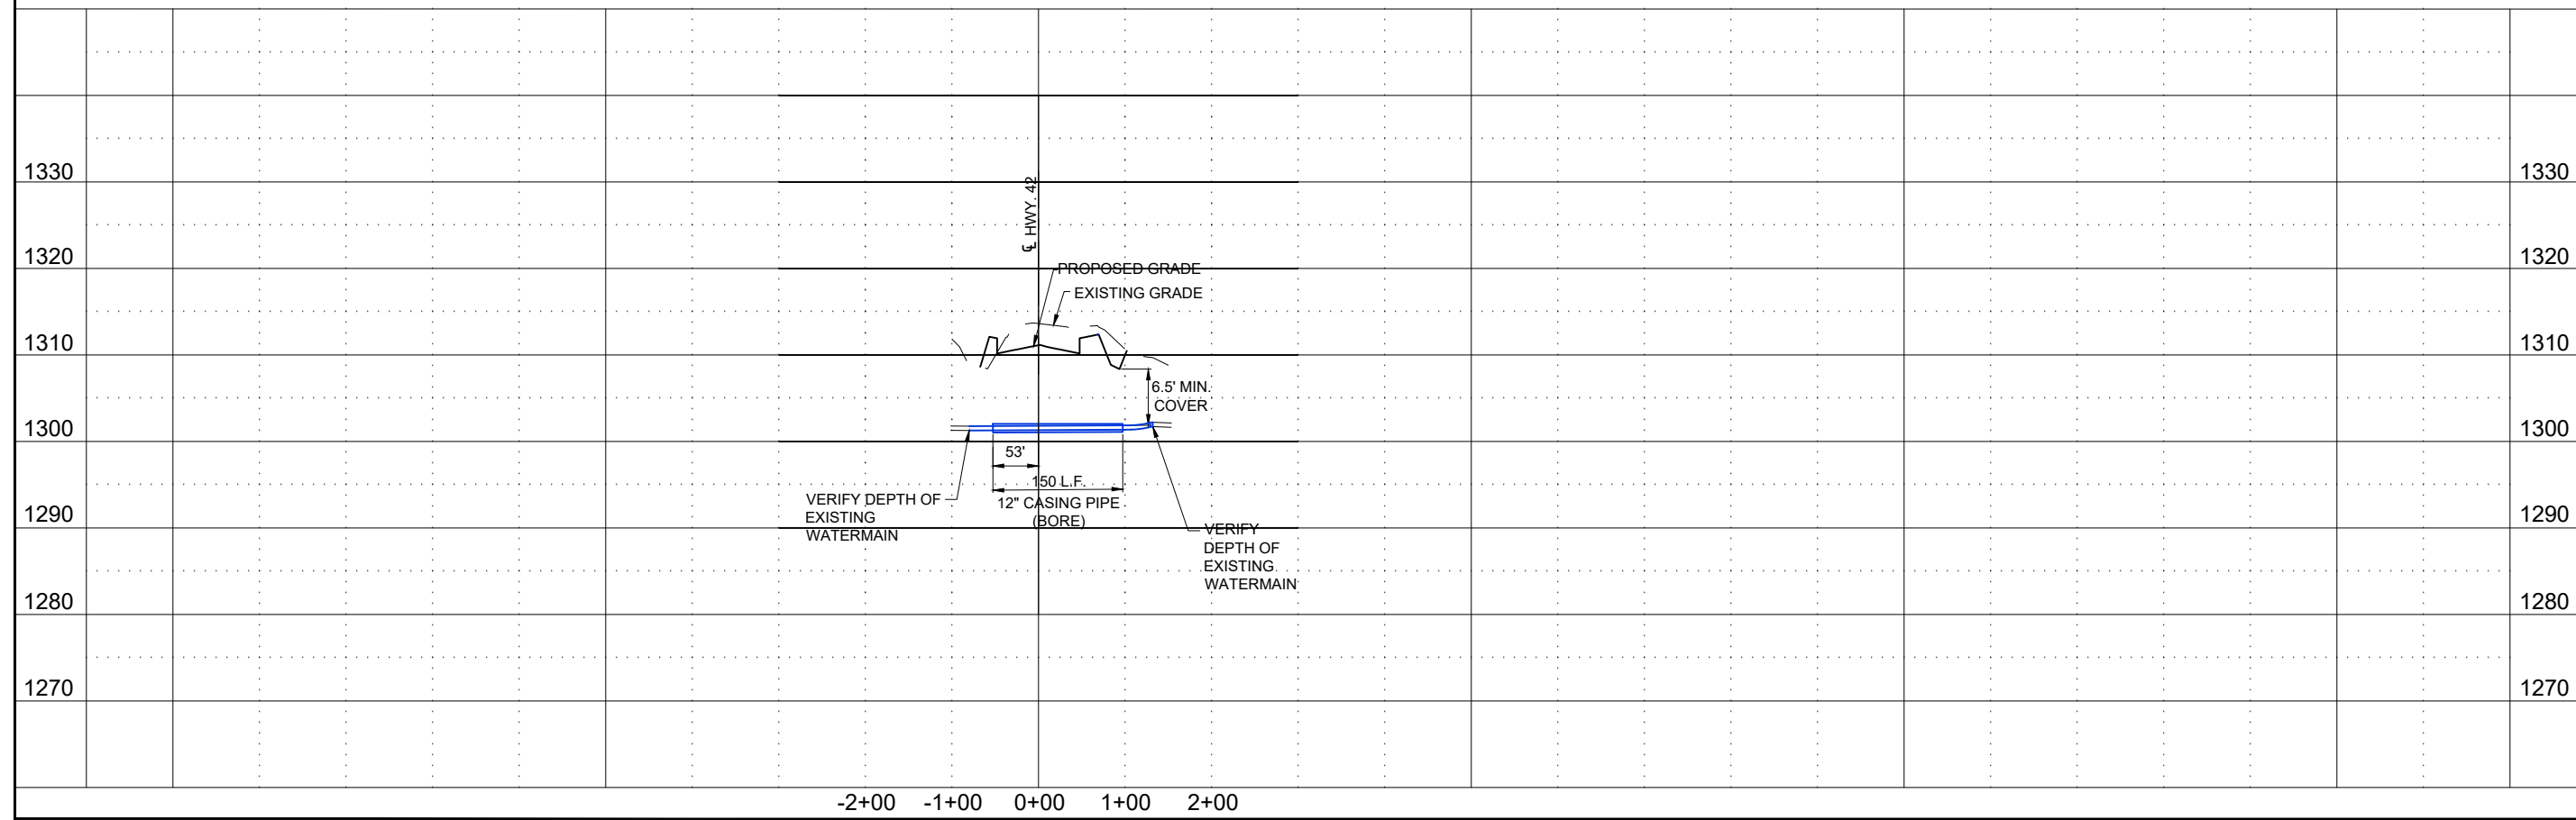 ℄ HWY. 42
1330 1330
1320 1320
PROPOSED GRADE
EXISTING GRADE
1310 1310
6.5' MIN.
COVER
1300 1300
53'
150 L.F.
12" CASING PIPE
(BORE)
VERIFY DEPTH OF
EXISTING
WATERMAIN
1290 1290
VERIFY
DEPTH OF
EXISTING
WATERMAIN
1280 1280
1270 1270
-2+00 -1+00 0+00 1+00 2+00